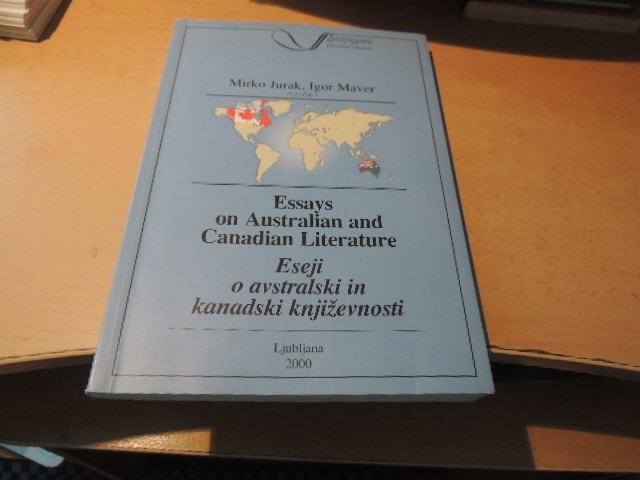 Mirko Jurak, Igor Maver
Essays
on Australian and
Canadian Literature
Eseji
o avstralski in
kanadski književnosti
Ljubljana
2000